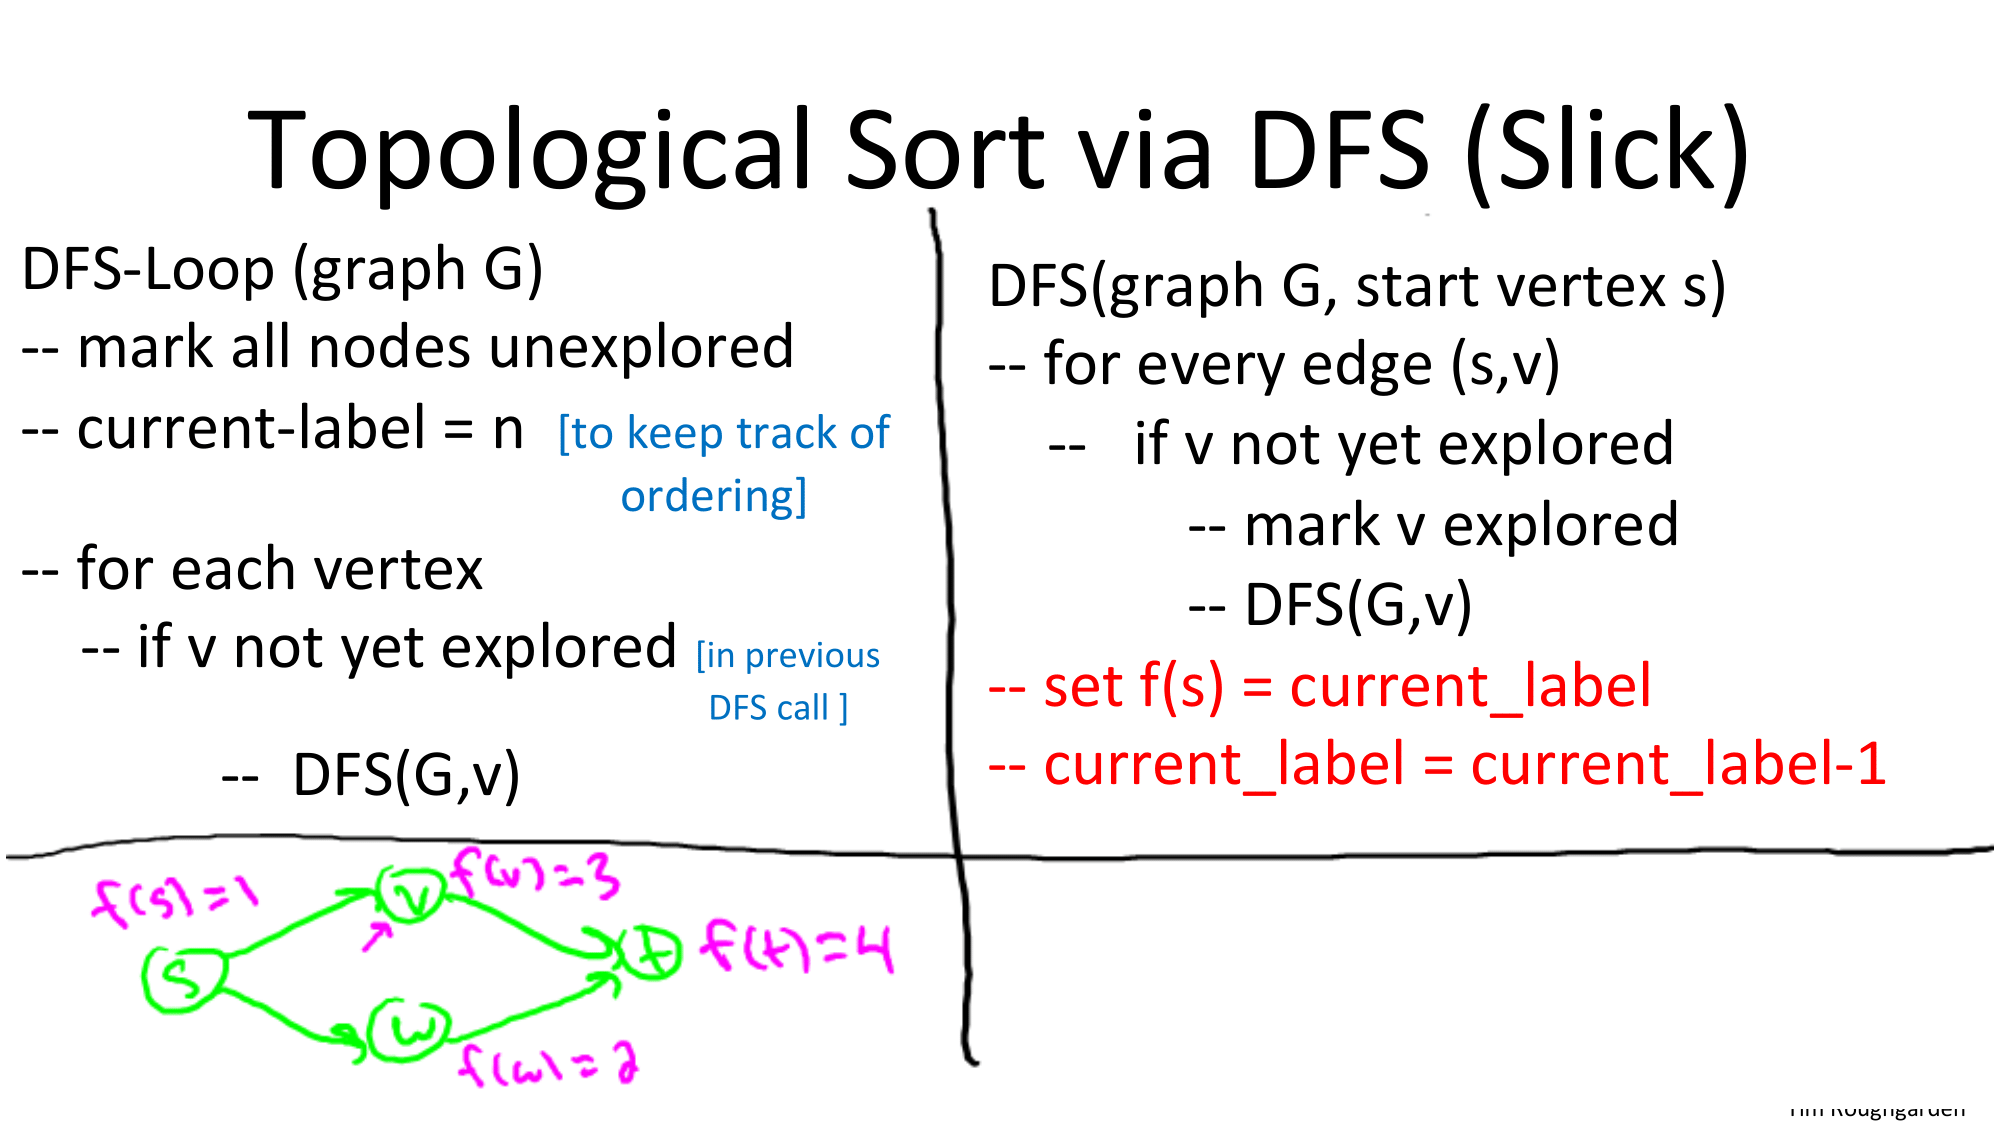 Topological Sort via DFS (Slick)
DFS-Loop (graph G)
-- mark all nodes unexplored
-- current-label = n [to keep track of
ordering]
-- for each vertex
-- if v not yet explored [in previous
DFS call ]
-- DFS(G,v)
DFS(graph G, start vertex s)
-- for every edge (s,v)
-- if v not yet explored
-- mark v explored
-- DFS(G,v)
-- set f(s) = current_label
-- current_label = current_label-1
f(s)=1
v
f(v)=3
s
t
f(t)=4
w
f(w)=2
Tim Roughgarden